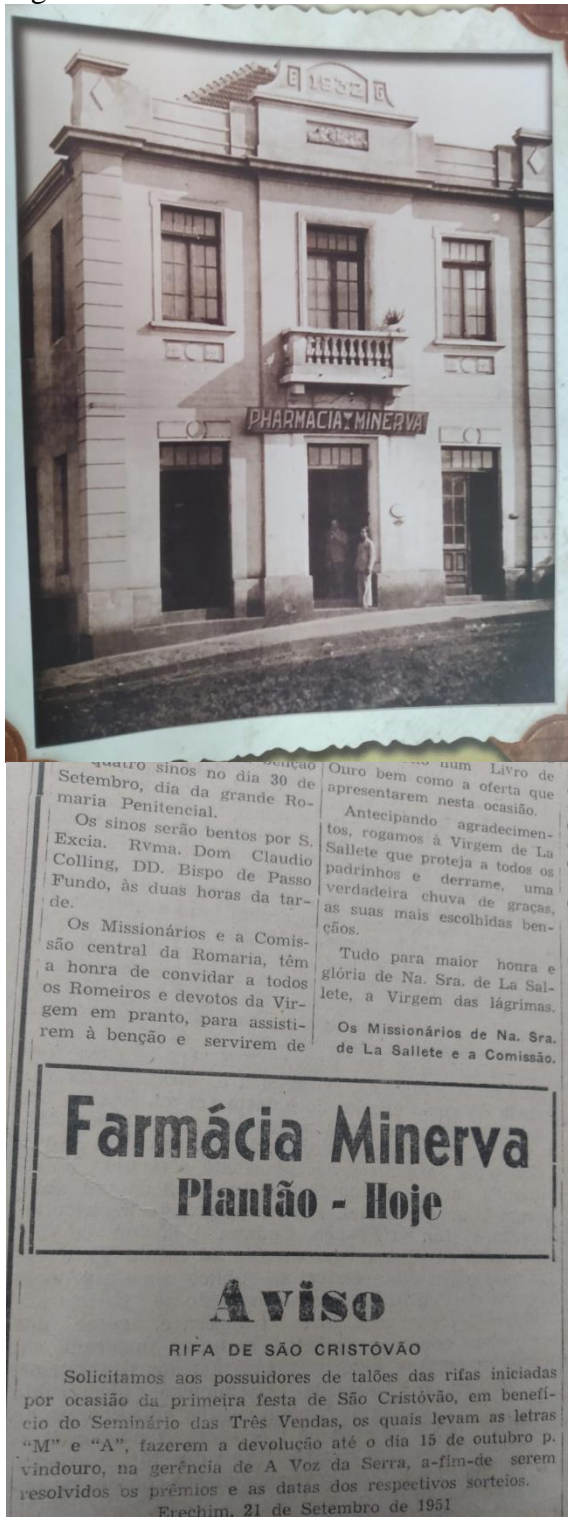 E 1932 G
PHARMACIA MINERVA
quatro sinos no dia 30 de
Setembro, dia da grande Ro-
maria Penitencial.
Os sinos serão bentos por S.
Excia. Rvma. Dom Claudio
Colling, DD. Bispo de Passo
Fundo, às duas horas da tar-
de.
Os Missionários e a Comis-
são central da Romaria, têm
a honra de convidar a todos
os Romeiros e devotos da Vir-
gem em pranto, para assisti-
rem à benção e servirem de
num Livro de
Ouro bem como a oferta que
apresentarem nesta ocasião.
Antecipando agradecimen-
tos, rogamos à Virgem de La
Sallete que proteja a todos os
padrinhos e derrame, uma
verdadeira chuva de graças,
as suas mais escolhidas ben-
çãos.
Tudo para maior honra e
glória de Na. Sra. de La Sal-
lete, a Virgem das lágrimas.
Os Missionários de Na. Sra.
de La Sallete e a Comissão.
Farmácia Minerva
Plantão - Hoje
Aviso
RIFA DE SÃO CRISTÓVÃO
Solicitamos aos possuidores de talões das rifas iniciadas
por ocasião da primeira festa de São Cristóvão, em benefí-
cio do Seminário das Três Vendas, os quais levam as letras
"M" e "A", fazerem a devolução até o dia 15 de outubro p.
vindouro, na gerência de A Voz da Serra, a-fim-de serem
resolvidos os prêmios e as datas dos respectivos sorteios.
Erechim, 21 de Setembro de 1951